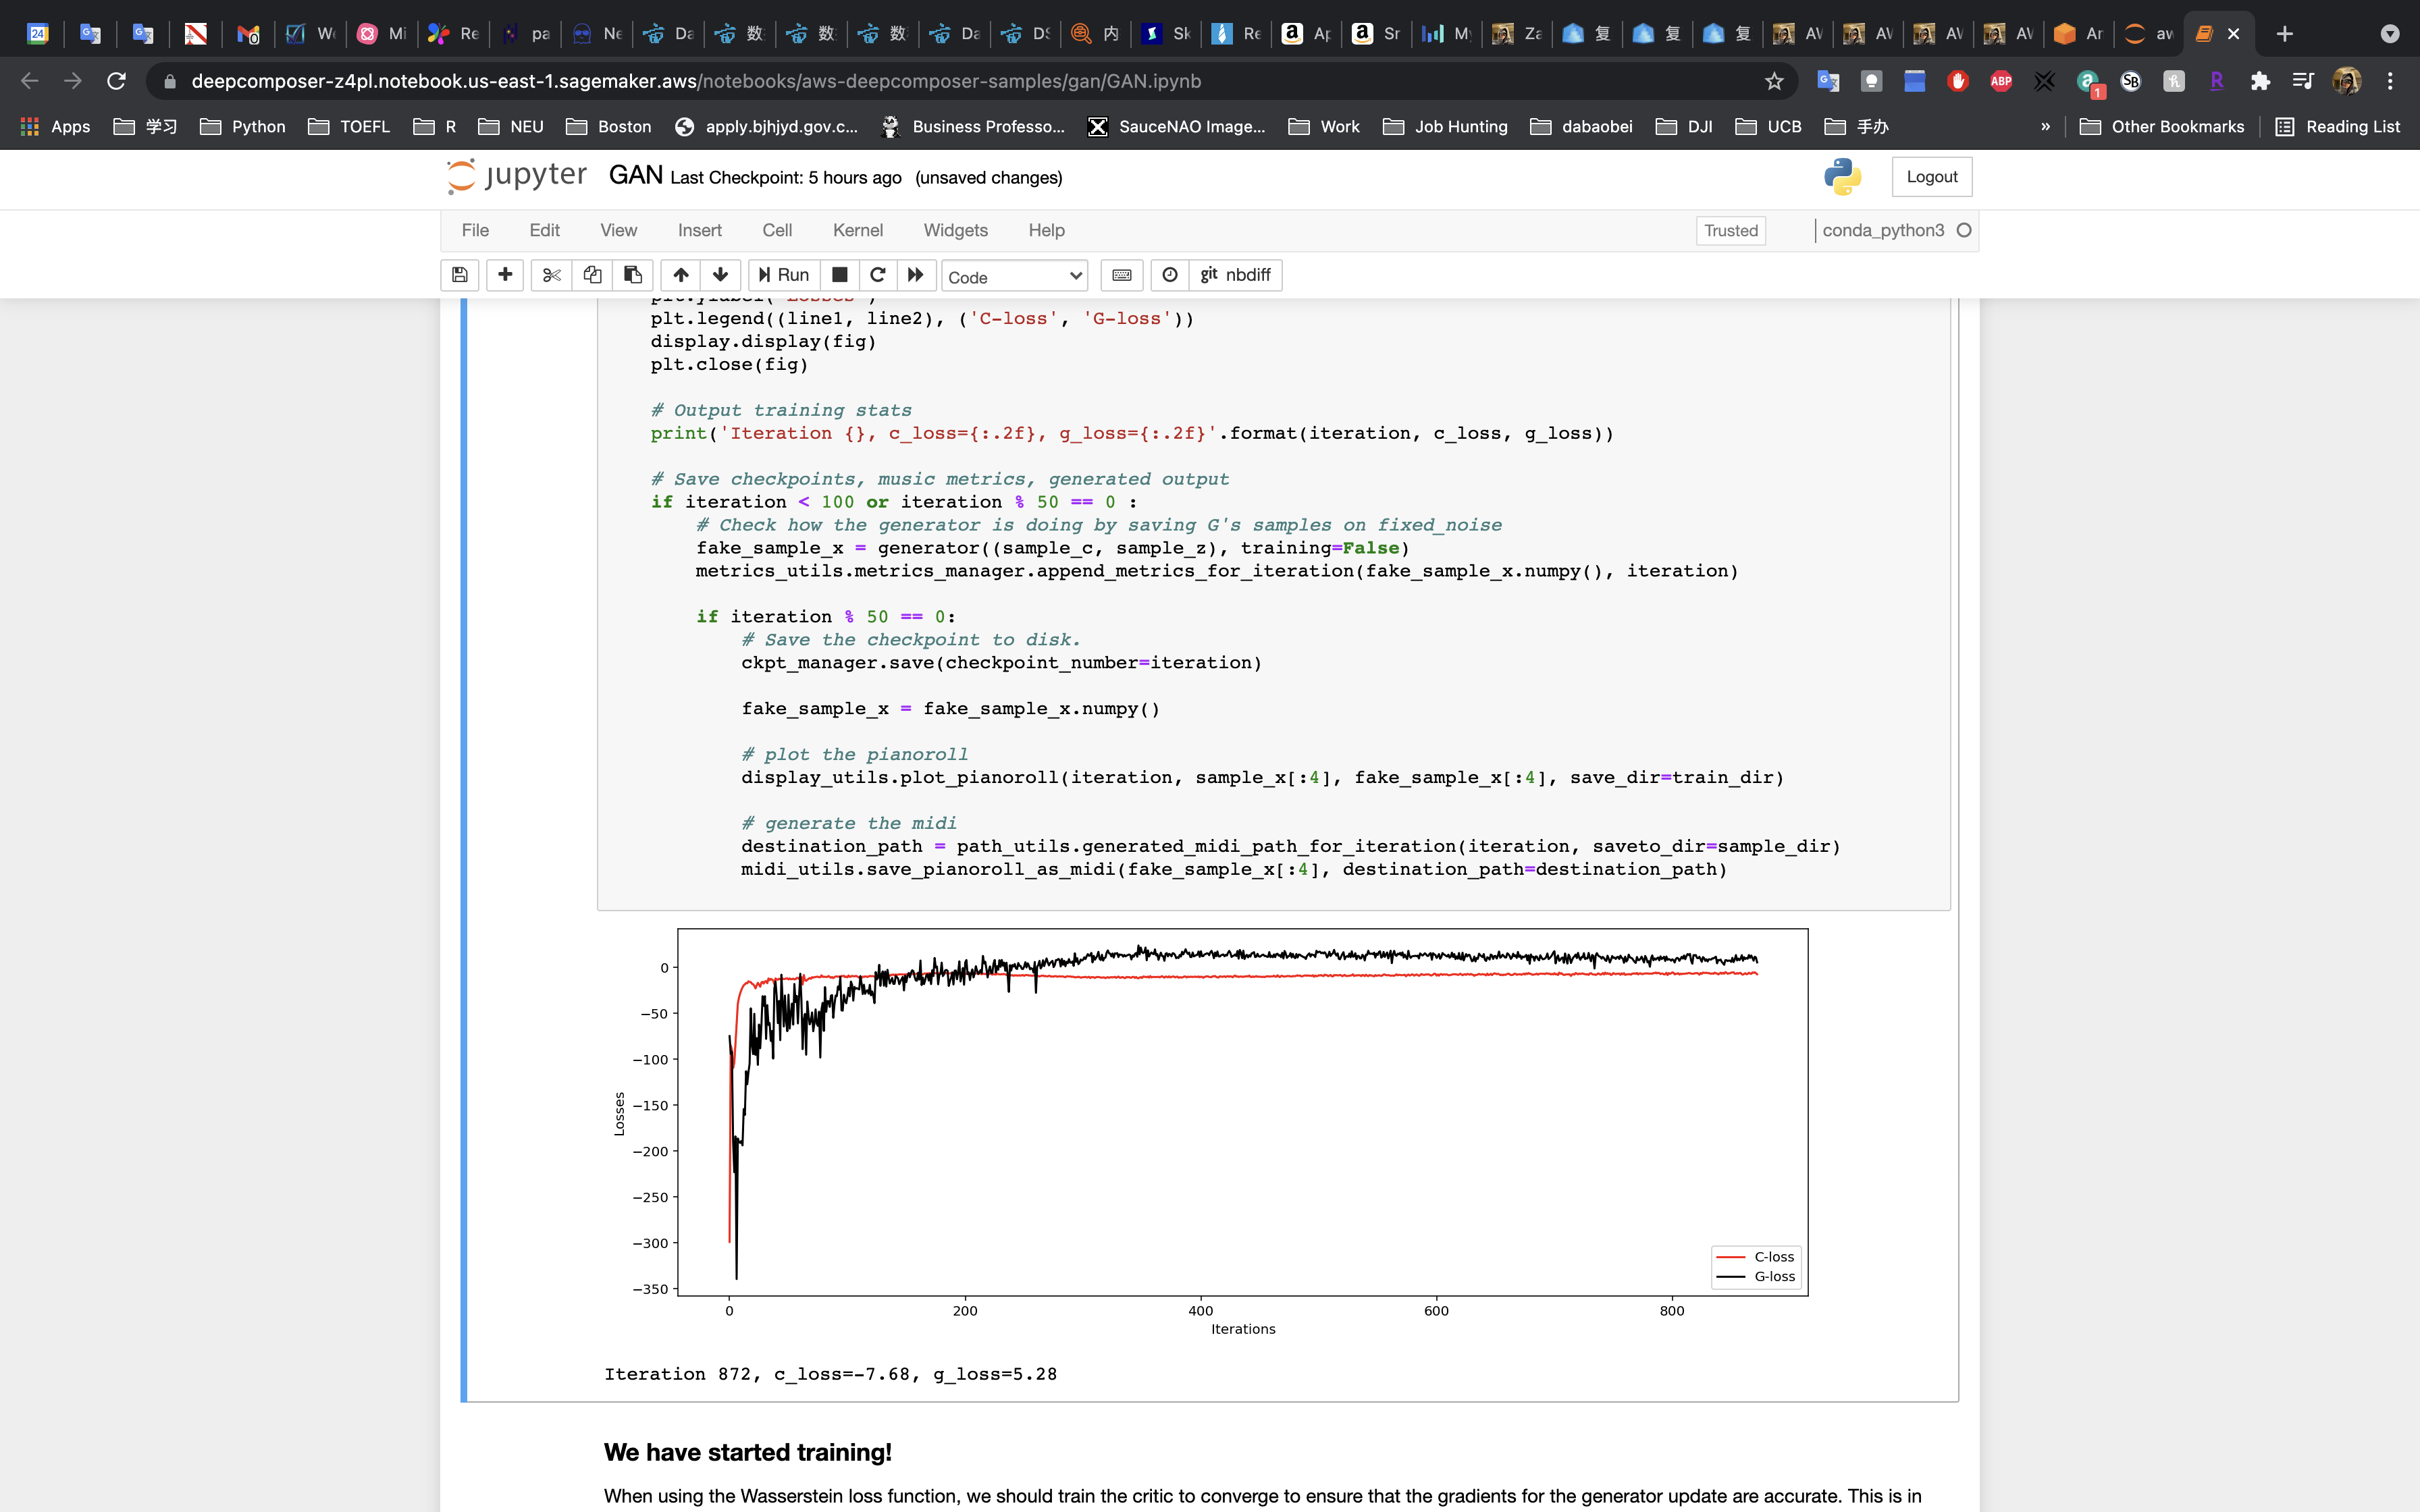 24 W Mi Re pa Ne Da 数 数 数 Da DS 内 Sk Re Ap Sr M Za 复 复 复 AV AV AV AV Ar aw
deepcomposer-z4pl.notebook.us-east-1.sagemaker.aws/notebooks/aws-deepcomposer-samples/gan/GAN.ipynb
Apps 学习 Python TOEFL R NEU Boston apply.bjhjyd.gov.c... Business Professo... SauceNAO Image... Work Job Hunting dabaobei DJI UCB 手办 » Other Bookmarks Reading List
jupyter GAN Last Checkpoint: 5 hours ago (unsaved changes) Logout
File Edit View Insert Cell Kernel Widgets Help Trusted conda_python3
Run Code git nbdiff
plt.ylabel('Losses')
plt.legend((line1, line2), ('C-loss', 'G-loss'))
display.display(fig)
plt.close(fig)
# Output training stats
print('Iteration {}, c_loss={:.2f}, g_loss={:.2f}'.format(iteration, c_loss, g_loss))
# Save checkpoints, music metrics, generated output
if iteration < 100 or iteration % 50 == 0 :
# Check how the generator is doing by saving G's samples on fixed_noise
fake_sample_x = generator((sample_c, sample_z), training=False)
metrics_utils.metrics_manager.append_metrics_for_iteration(fake_sample_x.numpy(), iteration)
if iteration % 50 == 0:
# Save the checkpoint to disk.
ckpt_manager.save(checkpoint_number=iteration)
fake_sample_x = fake_sample_x.numpy()
# plot the pianoroll
display_utils.plot_pianoroll(iteration, sample_x[:4], fake_sample_x[:4], save_dir=train_dir)
# generate the midi
destination_path = path_utils.generated_midi_path_for_iteration(iteration, saveto_dir=sample_dir)
midi_utils.save_pianoroll_as_midi(fake_sample_x[:4], destination_path=destination_path)
0
−50
−100
−150
−200
−250
−300
−350
Losses
C-loss
G-loss
0 200 400 600 800
Iterations
Iteration 872, c_loss=-7.68, g_loss=5.28
We have started training!
When using the Wasserstein loss function, we should train the critic to converge to ensure that the gradients for the generator update are accurate. This is in